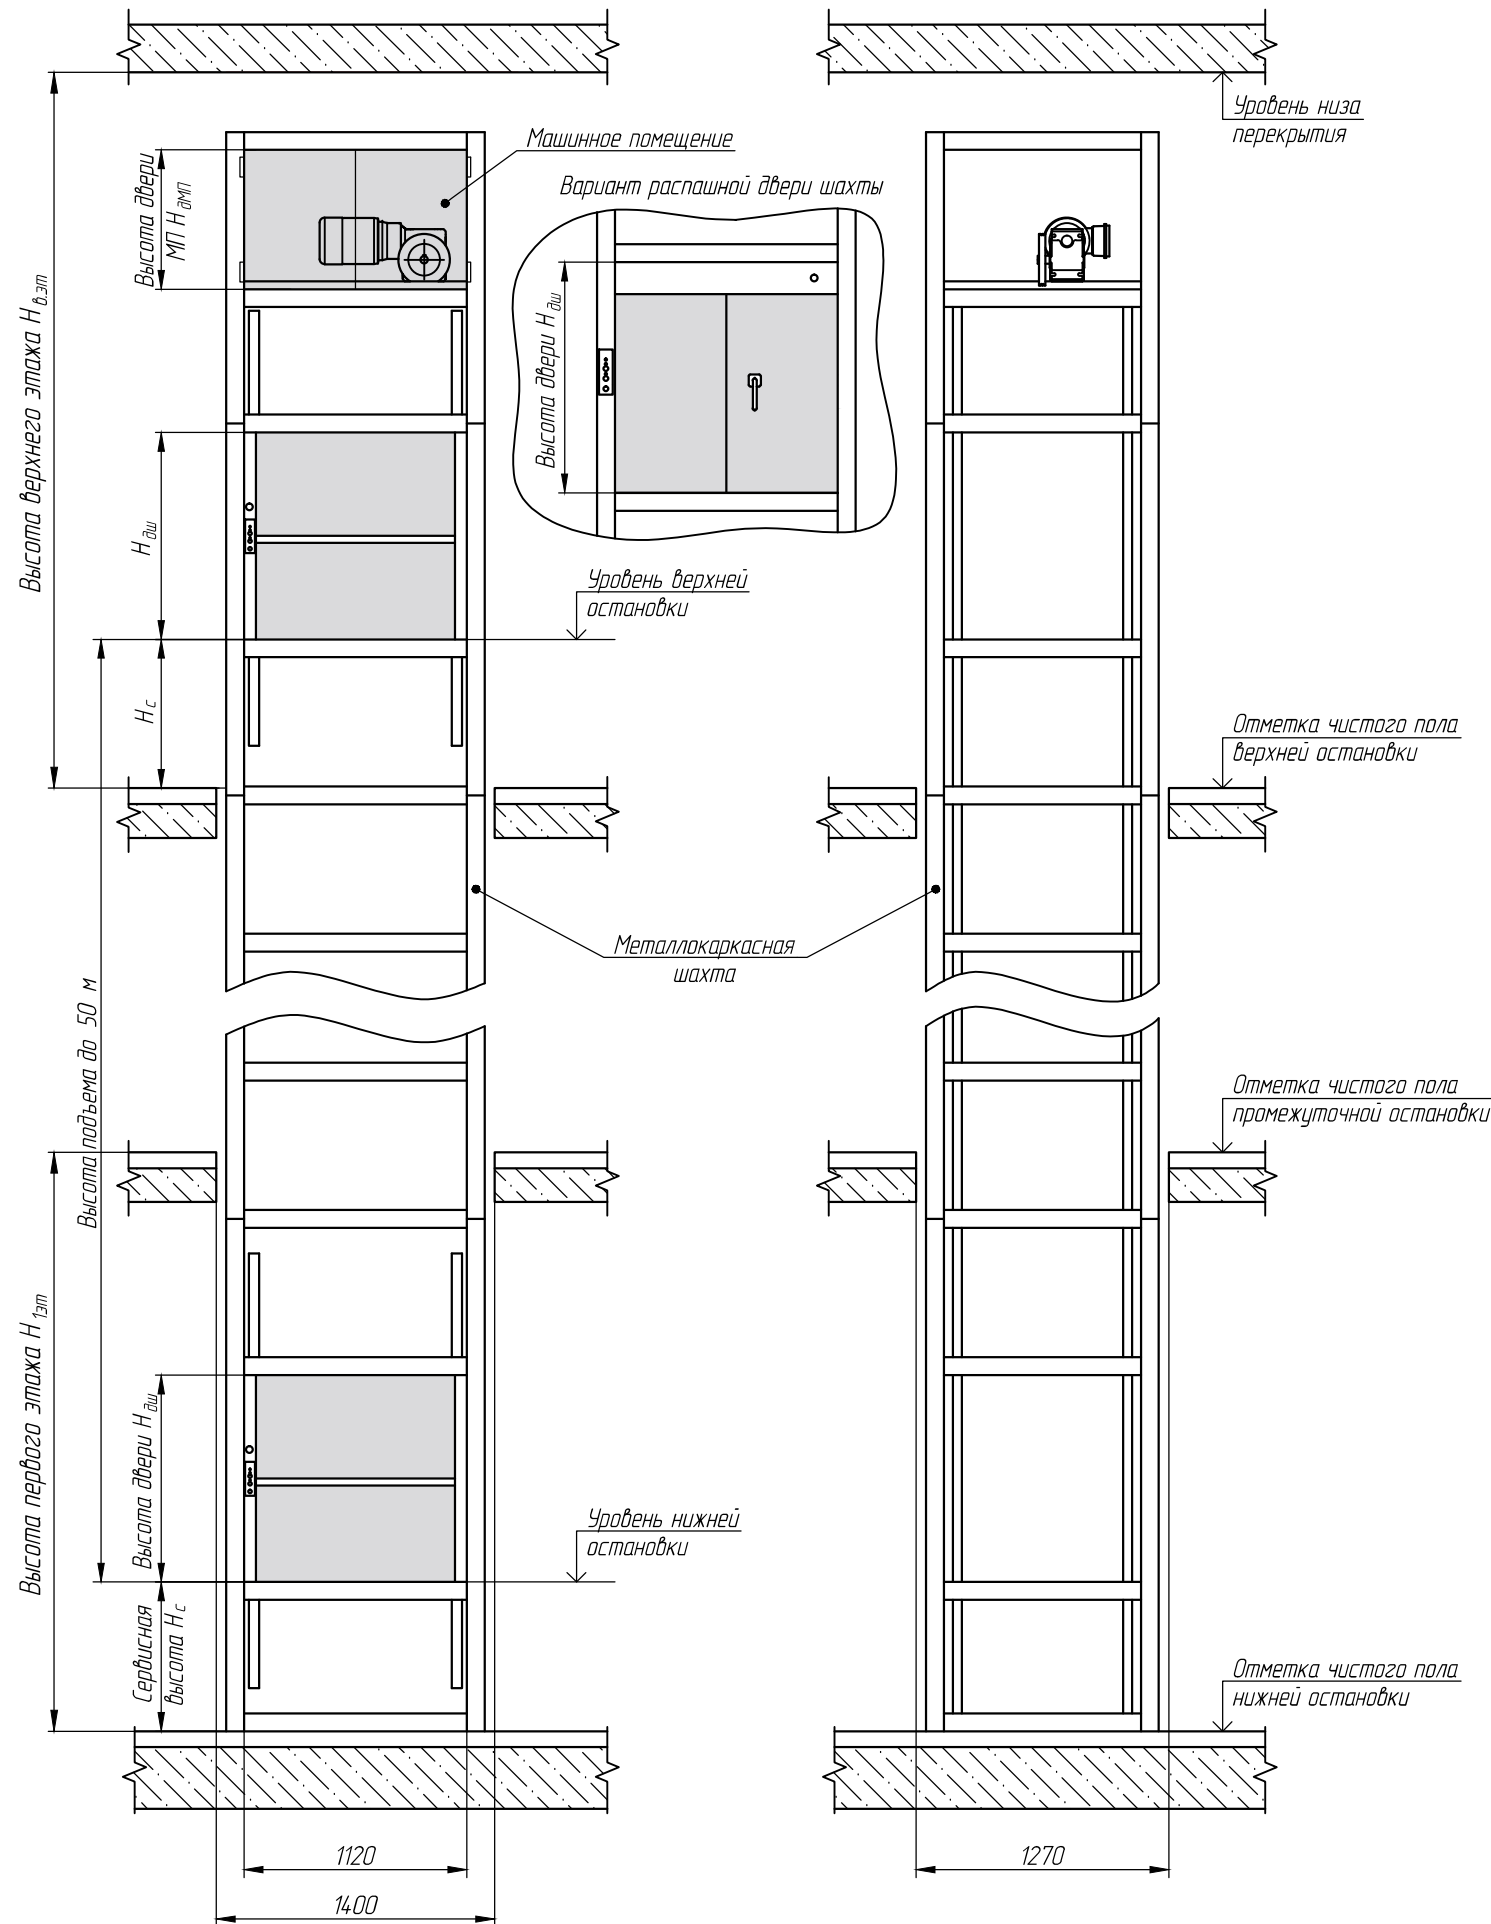 Уровень низа
перекрытия
Машинное помещение
Вариант распашной двери шахты
Высота двери
МП Hдмп
Высота верхнего этажа Hв.эт
Высота двери Hдш
Hдш
Уровень верхней
остановки
Hс
Отметка чистого пола
верхней остановки
Металлокаркасная
шахта
Высота подъема до 50 м
Отметка чистого пола
промежуточной остановки
Высота первого этажа H1эт
Высота двери Hдш
Уровень нижней
остановки
Сервисная
высота Hс
Отметка чистого пола
нижней остановки
1120
1270
1400